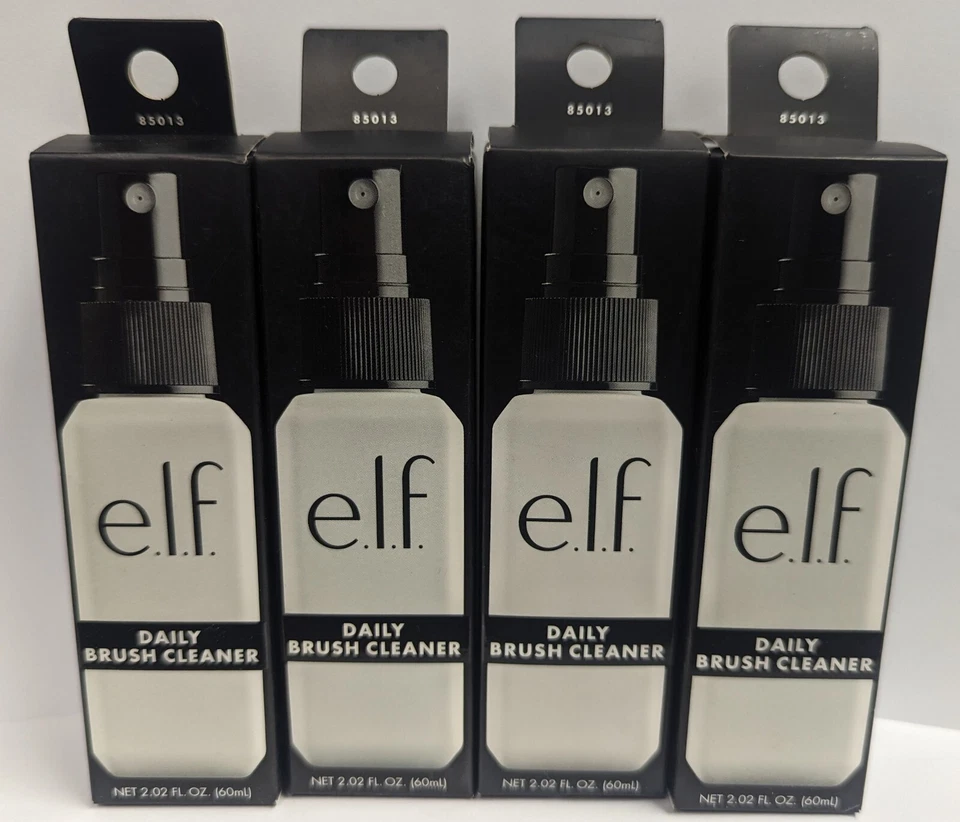 85013
e.l.f.
DAILY
BRUSH CLEANER
NET 2.02 FL. OZ. (60mL)
85013
e.l.f.
DAILY
BRUSH CLEANER
NET 2.02 FL. OZ. (60mL)
85013
e.l.f.
DAILY
BRUSH CLEANER
NET 2.02 FL. OZ. (60mL)
85013
e.l.f.
DAILY
BRUSH CLEANER
NET 2.02 FL. OZ. (60mL)